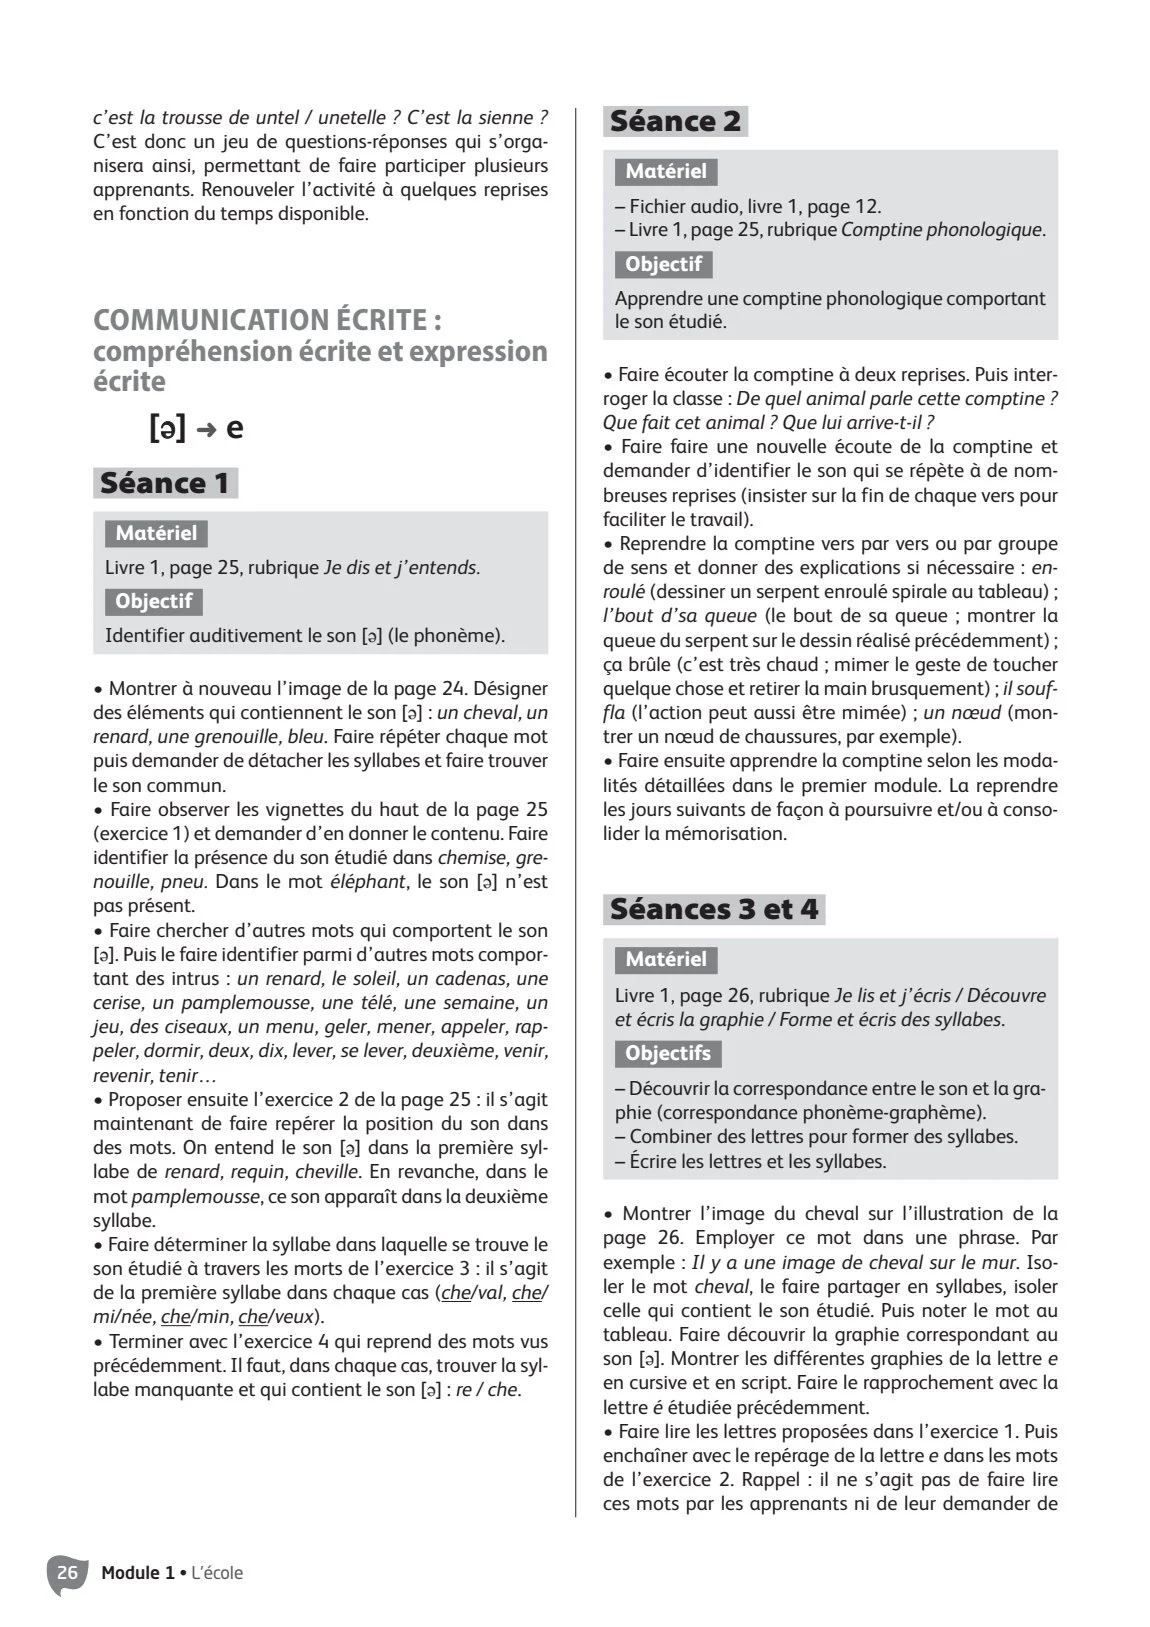 c’est la trousse de untel / unetelle ? C’est la sienne ?
C’est donc un jeu de questions-réponses qui s’orga-
nisera ainsi, permettant de faire participer plusieurs
apprenants. Renouveler l’activité à quelques reprises
en fonction du temps disponible.
COMMUNICATION ÉCRITE :
compréhension écrite et expression
écrite
[ə] ➜ e
Séance 1
Matériel
Livre 1, page 25, rubrique Je dis et j’entends.
Objectif
Identifier auditivement le son [ə] (le phonème).
• Montrer à nouveau l’image de la page 24. Désigner
des éléments qui contiennent le son [ə] : un cheval, un
renard, une grenouille, bleu. Faire répéter chaque mot
puis demander de détacher les syllabes et faire trouver
le son commun.
• Faire observer les vignettes du haut de la page 25
(exercice 1) et demander d’en donner le contenu. Faire
identifier la présence du son étudié dans chemise, gre-
nouille, pneu. Dans le mot éléphant, le son [ə] n’est
pas présent.
• Faire chercher d’autres mots qui comportent le son
[ə]. Puis le faire identifier parmi d’autres mots compor-
tant des intrus : un renard, le soleil, un cadenas, une
cerise, un pamplemousse, une télé, une semaine, un
jeu, des ciseaux, un menu, geler, mener, appeler, rap-
peler, dormir, deux, dix, lever, se lever, deuxième, venir,
revenir, tenir…
• Proposer ensuite l’exercice 2 de la page 25 : il s’agit
maintenant de faire repérer la position du son dans
des mots. On entend le son [ə] dans la première syl-
labe de renard, requin, cheville. En revanche, dans le
mot pamplemousse, ce son apparaît dans la deuxième
syllabe.
• Faire déterminer la syllabe dans laquelle se trouve le
son étudié à travers les morts de l’exercice 3 : il s’agit
de la première syllabe dans chaque cas (che/val, che/
mi/née, che/min, che/veux).
• Terminer avec l’exercice 4 qui reprend des mots vus
précédemment. Il faut, dans chaque cas, trouver la syl-
labe manquante et qui contient le son [ə] : re / che.
Séance 2
Matériel
– Fichier audio, livre 1, page 12.
– Livre 1, page 25, rubrique Comptine phonologique.
Objectif
Apprendre une comptine phonologique comportant
le son étudié.
• Faire écouter la comptine à deux reprises. Puis inter-
roger la classe : De quel animal parle cette comptine ?
Que fait cet animal ? Que lui arrive-t-il ?
• Faire faire une nouvelle écoute de la comptine et
demander d’identifier le son qui se répète à de nom-
breuses reprises (insister sur la fin de chaque vers pour
faciliter le travail).
• Reprendre la comptine vers par vers ou par groupe
de sens et donner des explications si nécessaire : en-
roulé (dessiner un serpent enroulé spirale au tableau) ;
l’bout d’sa queue (le bout de sa queue ; montrer la
queue du serpent sur le dessin réalisé précédemment) ;
ça brûle (c’est très chaud ; mimer le geste de toucher
quelque chose et retirer la main brusquement) ; il souf-
fla (l’action peut aussi être mimée) ; un nœud (mon-
trer un nœud de chaussures, par exemple).
• Faire ensuite apprendre la comptine selon les moda-
lités détaillées dans le premier module. La reprendre
les jours suivants de façon à poursuivre et/ou à conso-
lider la mémorisation.
Séances 3 et 4
Matériel
Livre 1, page 26, rubrique Je lis et j’écris / Découvre
et écris la graphie / Forme et écris des syllabes.
Objectifs
– Découvrir la correspondance entre le son et la gra-
phie (correspondance phonème-graphème).
– Combiner des lettres pour former des syllabes.
– Écrire les lettres et les syllabes.
• Montrer l’image du cheval sur l’illustration de la
page 26. Employer ce mot dans une phrase. Par
exemple : Il y a une image de cheval sur le mur. Iso-
ler le mot cheval, le faire partager en syllabes, isoler
celle qui contient le son étudié. Puis noter le mot au
tableau. Faire découvrir la graphie correspondant au
son [ə]. Montrer les différentes graphies de la lettre e
en cursive et en script. Faire le rapprochement avec la
lettre é étudiée précédemment.
• Faire lire les lettres proposées dans l’exercice 1. Puis
enchaîner avec le repérage de la lettre e dans les mots
de l’exercice 2. Rappel : il ne s’agit pas de faire lire
ces mots par les apprenants ni de leur demander de
26 Module 1 • L’école